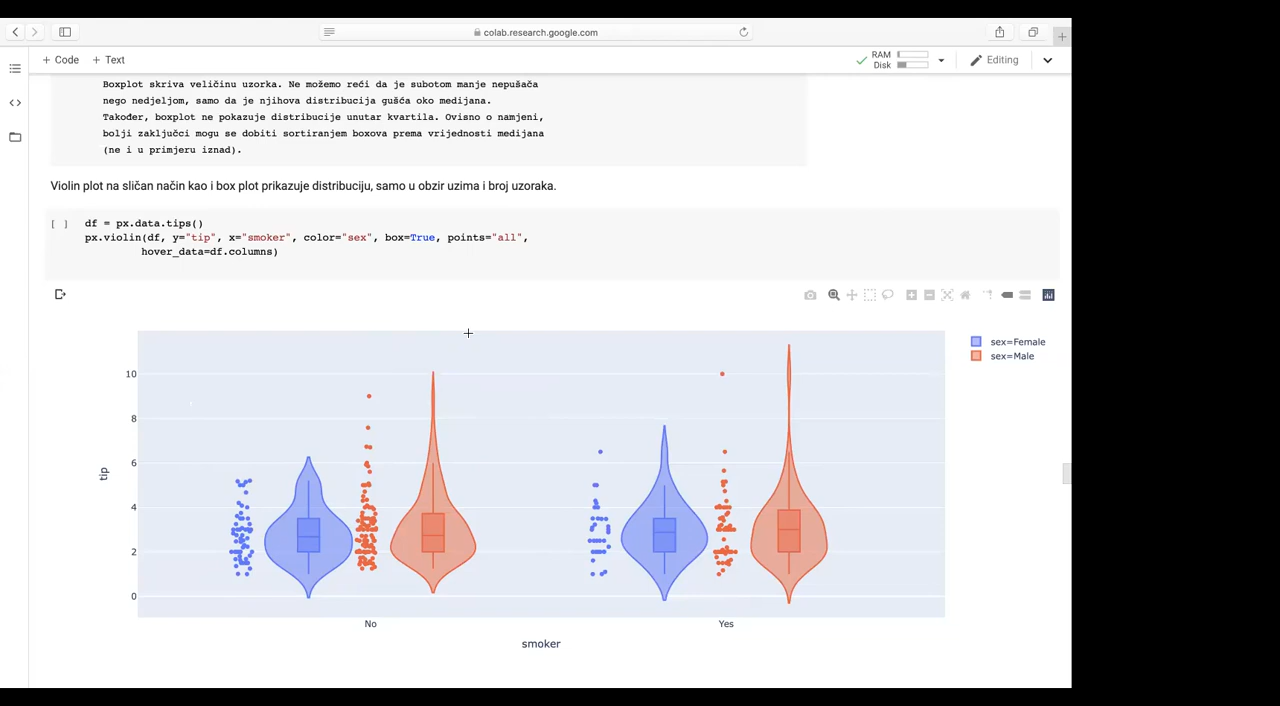 colab.research.google.com
+ Code + Text
RAM
Disk
Editing
Boxplot skriva veličinu uzorka. Ne možemo reći da je subotom manje nepušača
nego nedjeljom, samo da je njihova distribucija gušća oko medijana.
Također, boxplot ne pokazuje distribucije unutar kvartila. Ovisno o namjeni,
bolji zaključci mogu se dobiti sortiranjem boxova prema vrijednosti medijana
(ne i u primjeru iznad).
Violin plot na sličan način kao i box plot prikazuje distribuciju, samo u obzir uzima i broj uzoraka.
[ ] df = px.data.tips()
px.violin(df, y="tip", x="smoker", color="sex", box=True, points="all",
hover_data=df.columns)
sex=Female
sex=Male
10
8
6
4
2
0
tip
No Yes
smoker